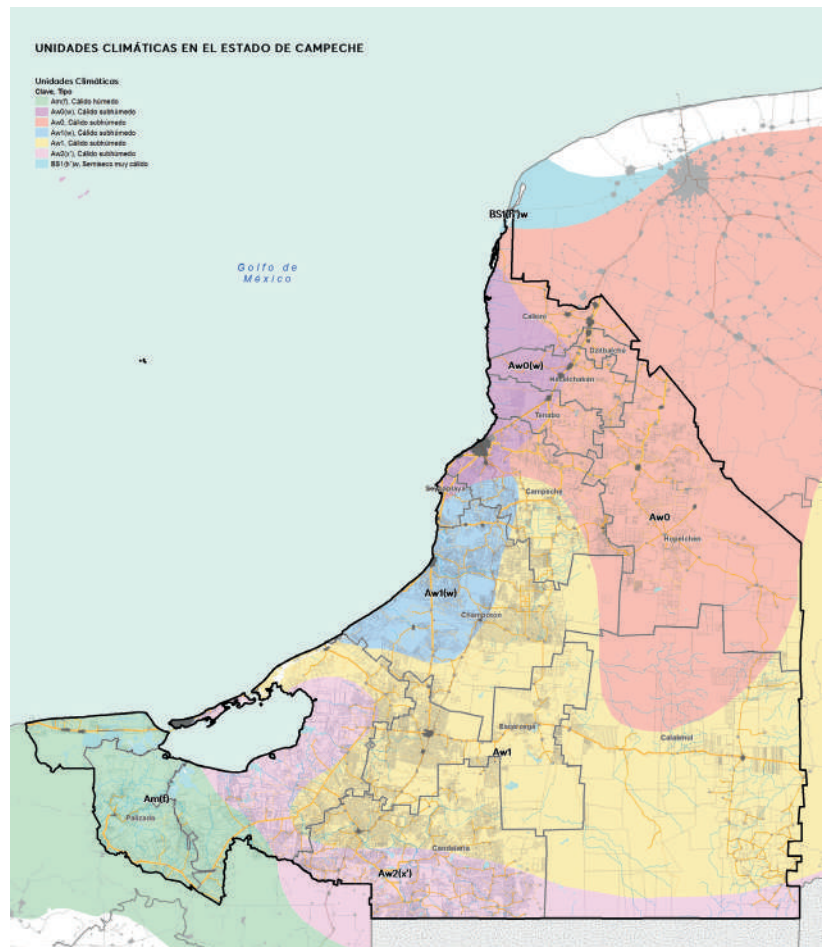 UNIDADES CLIMÁTICAS EN EL ESTADO DE CAMPECHE
Unidades Climáticas
Clave, Tipo
Am(f), Cálido húmedo
Aw0(w), Cálido subhúmedo
Aw0, Cálido subhúmedo
Aw1(w), Cálido subhúmedo
Aw1, Cálido subhúmedo
Aw2(x'), Cálido subhúmedo
BS1(h')w, Semiseco muy cálido
BS1(h')w
Golfo de
México
Calkiní
Dzitbalché
Aw0(w)
Hecelchakán
Tenabo
Seybaplaya
Campeche
Aw0
Hopelchén
Aw1(w)
Champotón
Escárcega
Calakmul
Aw1
Am(f)
Palizada
Candelaria
Aw2(x')